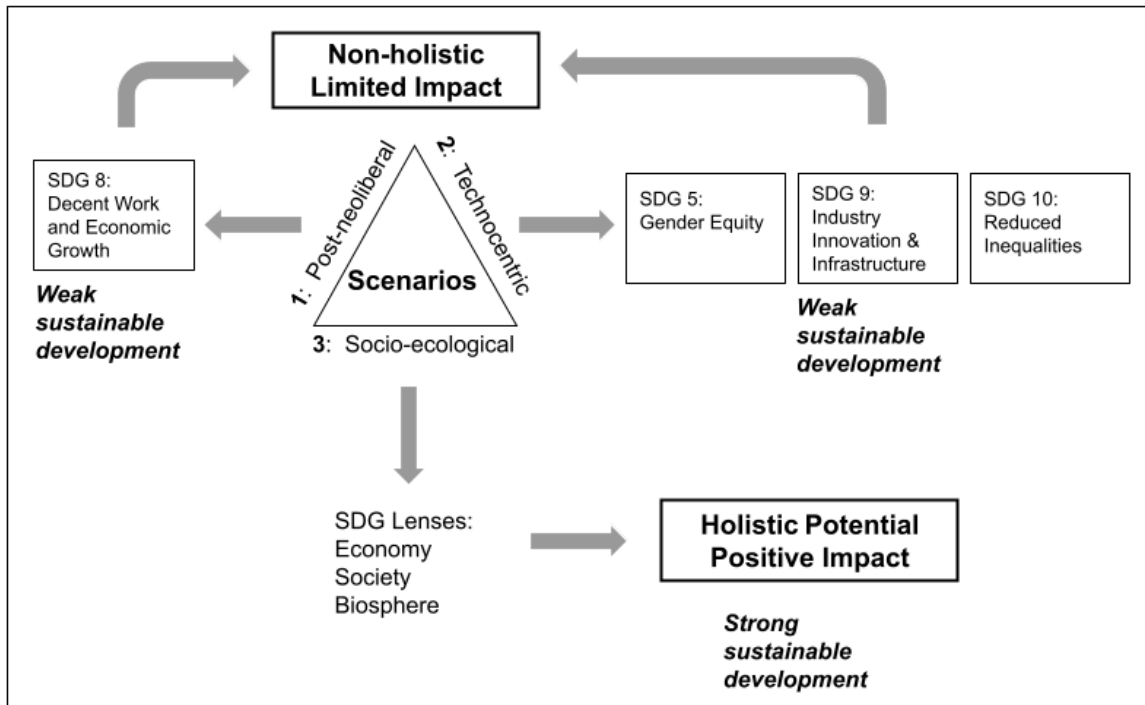 Non-holistic
Limited Impact
SDG 8:
Decent Work
and Economic
Growth
Weak
sustainable
development
1: Post-neoliberal
2: Technocentric
Scenarios
3: Socio-ecological
SDG 5:
Gender Equity
SDG 9:
Industry
Innovation &
Infrastructure
SDG 10:
Reduced
Inequalities
Weak
sustainable
development
SDG Lenses:
Economy
Society
Biosphere
Holistic Potential
Positive Impact
Strong
sustainable
development